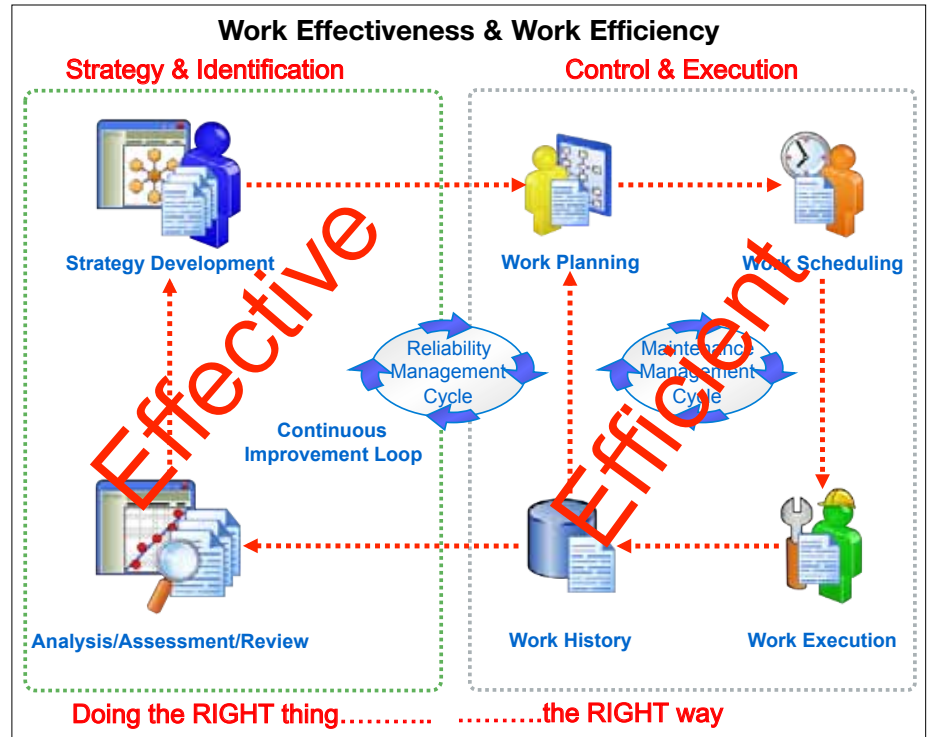 Work Effectiveness & Work Efficiency
Strategy & Identification
Control & Execution
Strategy Development
Work Planning
Work Scheduling
Effective
Efficient
Reliability
Management
Cycle
Maintenance
Management
Cycle
Continuous
Improvement Loop
Analysis/Assessment/Review
Work History
Work Execution
Doing the RIGHT thing………… ………the RIGHT way